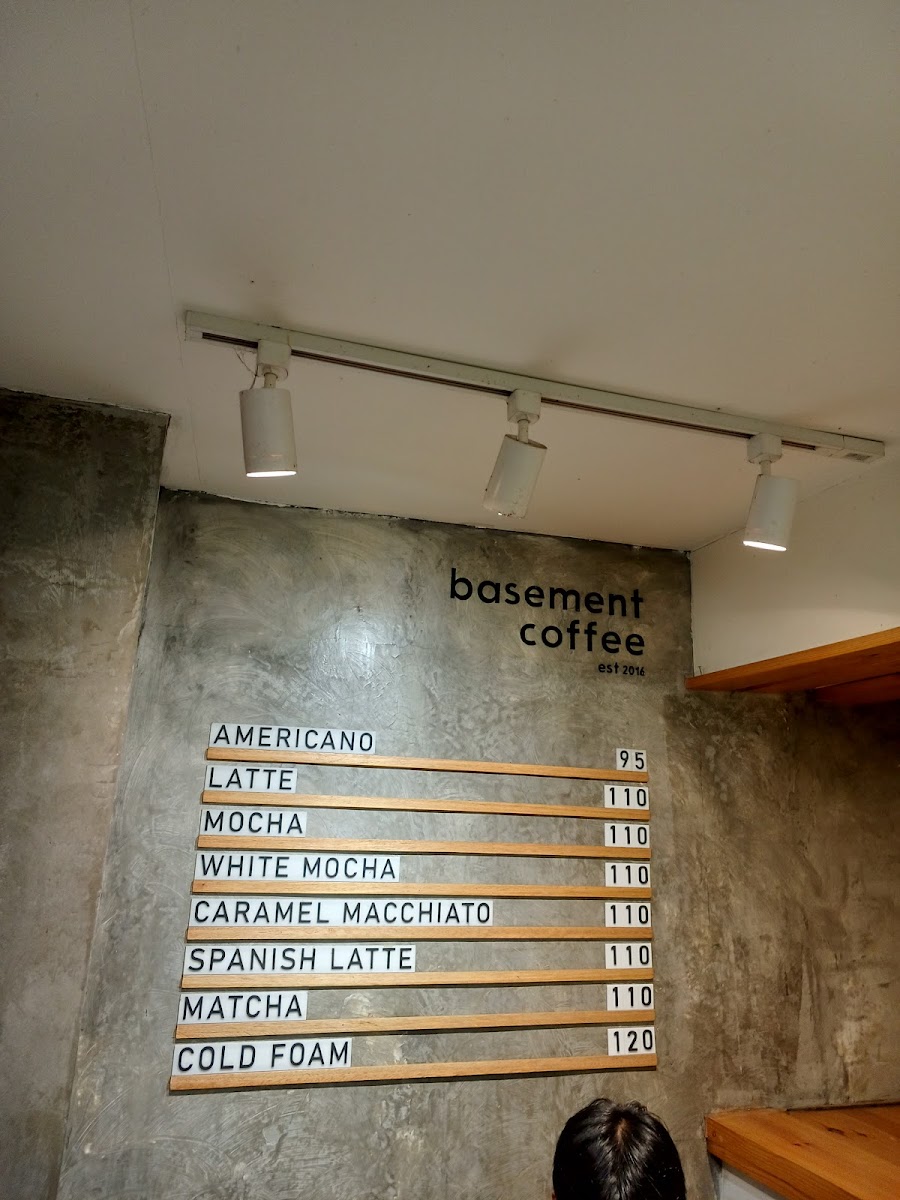 basement
coffee
est 2016
AMERICANO 95
LATTE 110
MOCHA 110
WHITE MOCHA 110
CARAMEL MACCHIATO 110
SPANISH LATTE 110
MATCHA 110
COLD FOAM 120